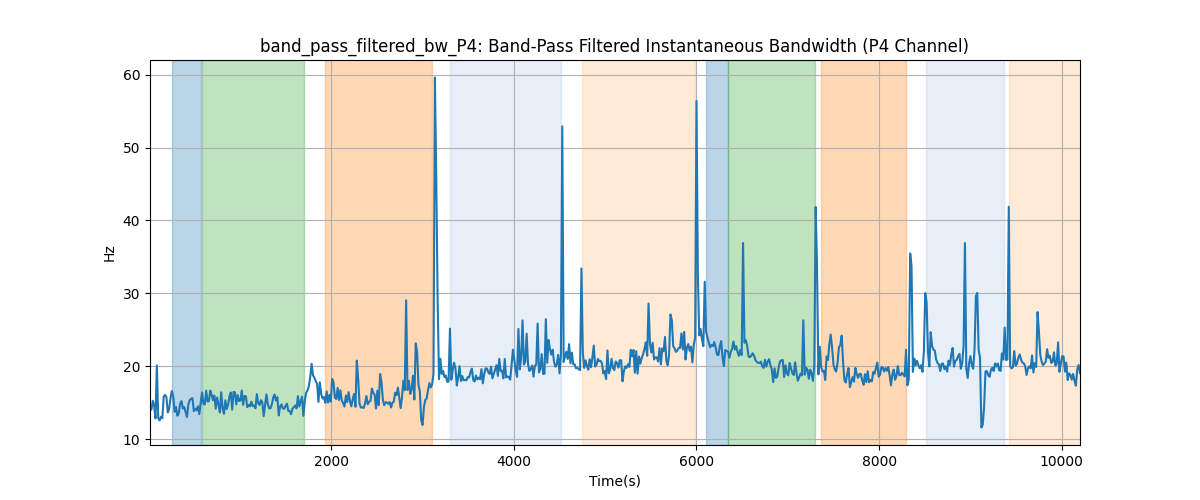 band_pass_filtered_bw_P4: Band-Pass Filtered Instantaneous Bandwidth (P4 Channel)
60
50
40
30
20
10
Hz
2000 4000 6000 8000 10000
Time(s)